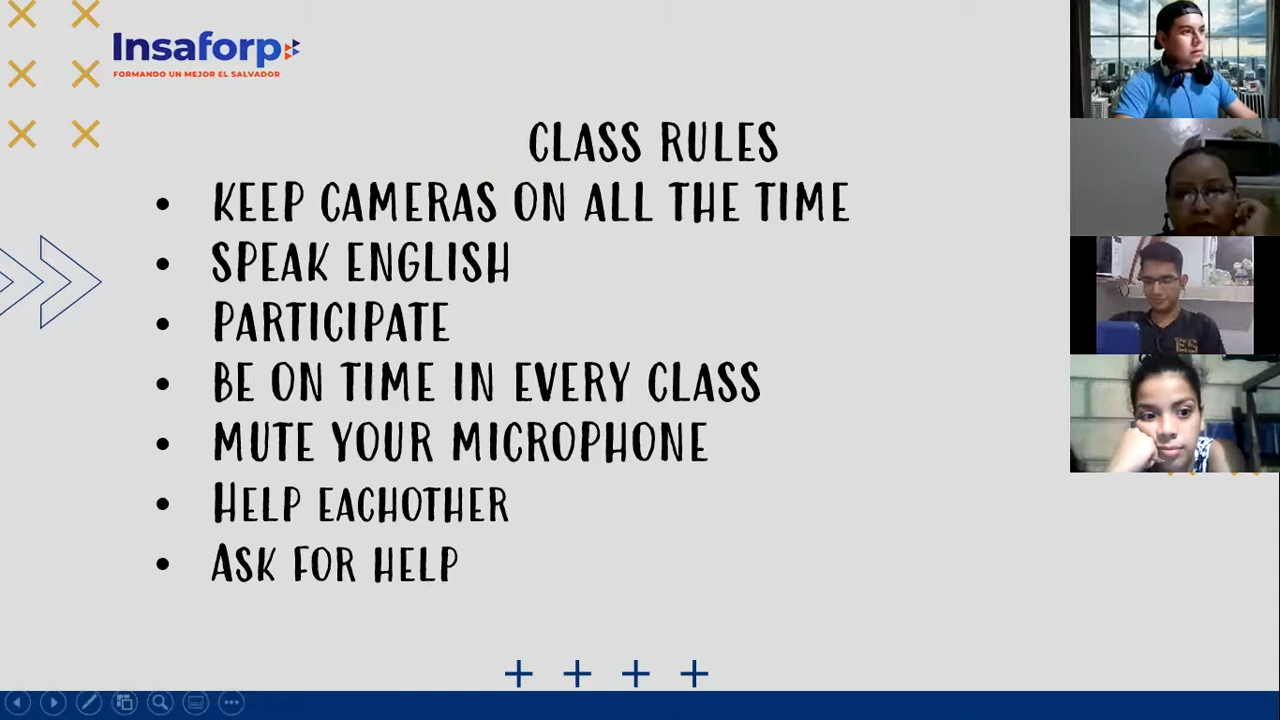 Insaforp
FORMANDO UN MEJOR EL SALVADOR
CLASS RULES
• KEEP CAMERAS ON ALL THE TIME
• SPEAK ENGLISH
• PARTICIPATE
• BE ON TIME IN EVERY CLASS
• MUTE YOUR MICROPHONE
• HELP EACHOTHER
• ASK FOR HELP
ES